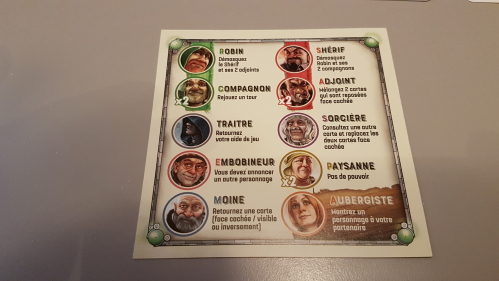 ROBIN
Démasquez
le Shérif
et ses 2 adjoints
COMPAGNON
Rejouez un tour
x2
TRAITRE
Retournez
votre aide de jeu
EMBOBINEUR
Vous devez annoncer
un autre personnage
MOINE
Retournez une carte
(face cachée / visible
ou inversement)
SHÉRIF
Démasquez
Robin et ses
2 compagnons
ADJOINT
Mélangez 2 cartes
qui sont reposées
face cachée
x2
SORCIÈRE
Consultez une autre
carte et replacez les
deux cartes face
cachée
PAYSANNE
Pas de pouvoir
AUBERGISTE
Montrez un
personnage à votre
partenaire